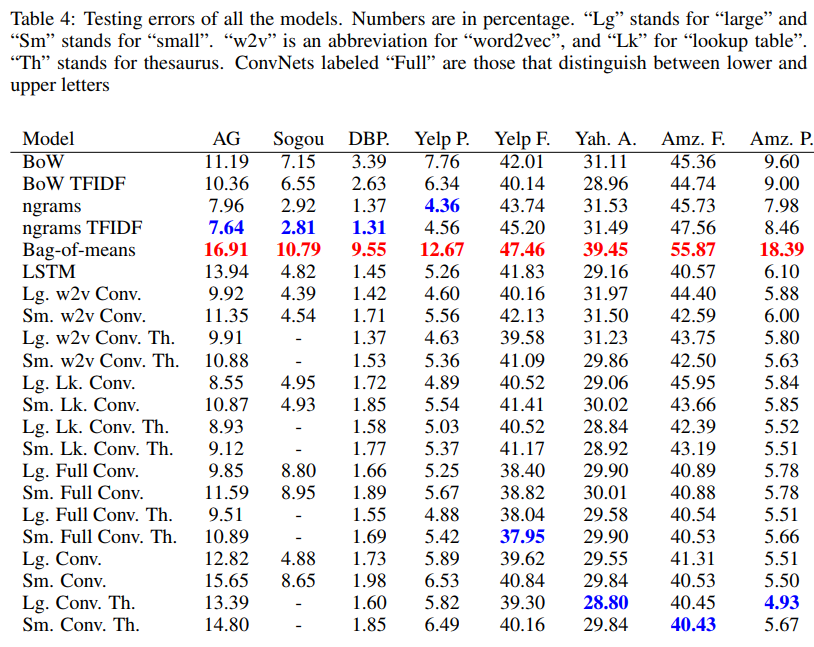 Table 4: Testing errors of all the models. Numbers are in percentage. “Lg” stands for “large” and
“Sm” stands for “small”. “w2v” is an abbreviation for “word2vec”, and “Lk” for “lookup table”.
“Th” stands for thesaurus. ConvNets labeled “Full” are those that distinguish between lower and
upper letters
Model AG Sogou DBP. Yelp P. Yelp F. Yah. A. Amz. F. Amz. P.
BoW 11.19 7.15 3.39 7.76 42.01 31.11 45.36 9.60
BoW TFIDF 10.36 6.55 2.63 6.34 40.14 28.96 44.74 9.00
ngrams 7.96 2.92 1.37 4.36 43.74 31.53 45.73 7.98
ngrams TFIDF 7.64 2.81 1.31 4.56 45.20 31.49 47.56 8.46
Bag-of-means 16.91 10.79 9.55 12.67 47.46 39.45 55.87 18.39
LSTM 13.94 4.82 1.45 5.26 41.83 29.16 40.57 6.10
Lg. w2v Conv. 9.92 4.39 1.42 4.60 40.16 31.97 44.40 5.88
Sm. w2v Conv. 11.35 4.54 1.71 5.56 42.13 31.50 42.59 6.00
Lg. w2v Conv. Th. 9.91 - 1.37 4.63 39.58 31.23 43.75 5.80
Sm. w2v Conv. Th. 10.88 - 1.53 5.36 41.09 29.86 42.50 5.63
Lg. Lk. Conv. 8.55 4.95 1.72 4.89 40.52 29.06 45.95 5.84
Sm. Lk. Conv. 10.87 4.93 1.85 5.54 41.41 30.02 43.66 5.85
Lg. Lk. Conv. Th. 8.93 - 1.58 5.03 40.52 28.84 42.39 5.52
Sm. Lk. Conv. Th. 9.12 - 1.77 5.37 41.17 28.92 43.19 5.51
Lg. Full Conv. 9.85 8.80 1.66 5.25 38.40 29.90 40.89 5.78
Sm. Full Conv. 11.59 8.95 1.89 5.67 38.82 30.01 40.88 5.78
Lg. Full Conv. Th. 9.51 - 1.55 4.88 38.04 29.58 40.54 5.51
Sm. Full Conv. Th. 10.89 - 1.69 5.42 37.95 29.90 40.53 5.66
Lg. Conv. 12.82 4.88 1.73 5.89 39.62 29.55 41.31 5.51
Sm. Conv. 15.65 8.65 1.98 6.53 40.84 29.84 40.53 5.50
Lg. Conv. Th. 13.39 - 1.60 5.82 39.30 28.80 40.45 4.93
Sm. Conv. Th. 14.80 - 1.85 6.49 40.16 29.84 40.43 5.67